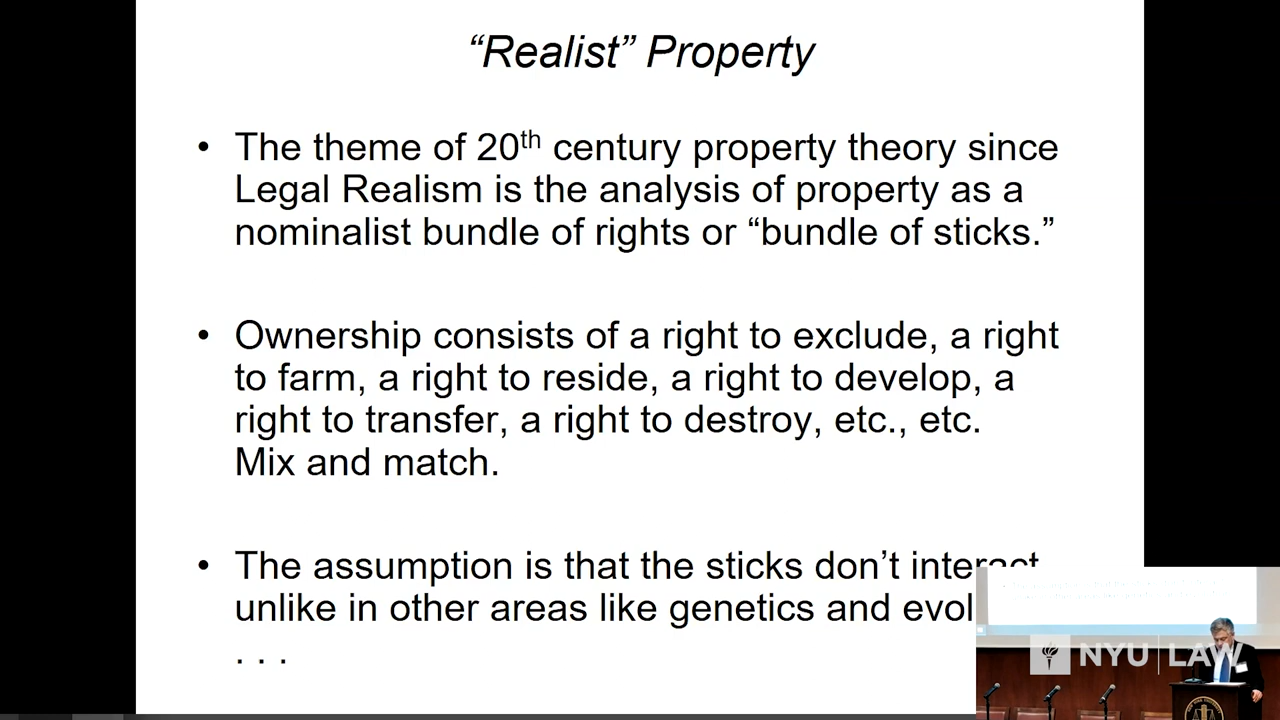 “Realist” Property
• The theme of 20th century property theory since
Legal Realism is the analysis of property as a
nominalist bundle of rights or “bundle of sticks.”
• Ownership consists of a right to exclude, a right
to farm, a right to reside, a right to develop, a
right to transfer, a right to destroy, etc., etc.
Mix and match.
• The assumption is that the sticks don’t interact
unlike in other areas like genetics and evol
. . .
NYU LAW